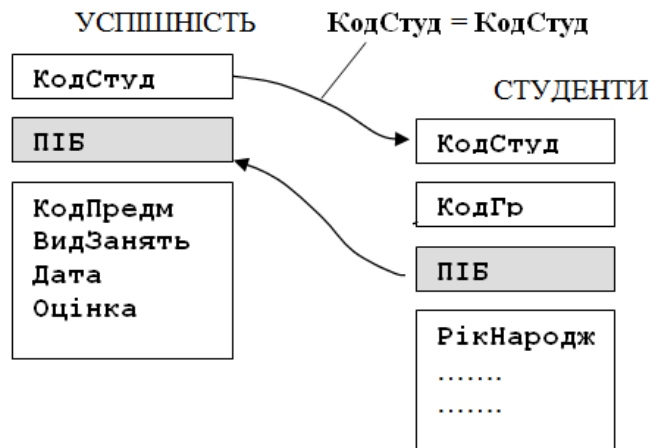 УСПІШНІСТЬ
КодСтуд = КодСтуд
КодСтуд
ПІБ
КодПредм
ВидЗанять
Дата
Оцінка
СТУДЕНТИ
КодСтуд
КодГр
ПІБ
РікНародж
.......
.......